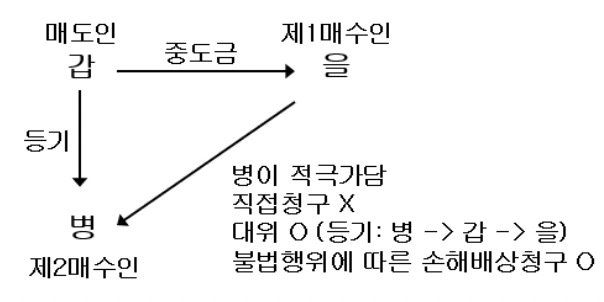 매도인
갑
중도금
제1매수인
을
등기
병
제2매수인
병이 적극가담
직접청구 X
대위 O (등기: 병 -> 갑 -> 을)
불법행위에 따른 손해배상청구 O